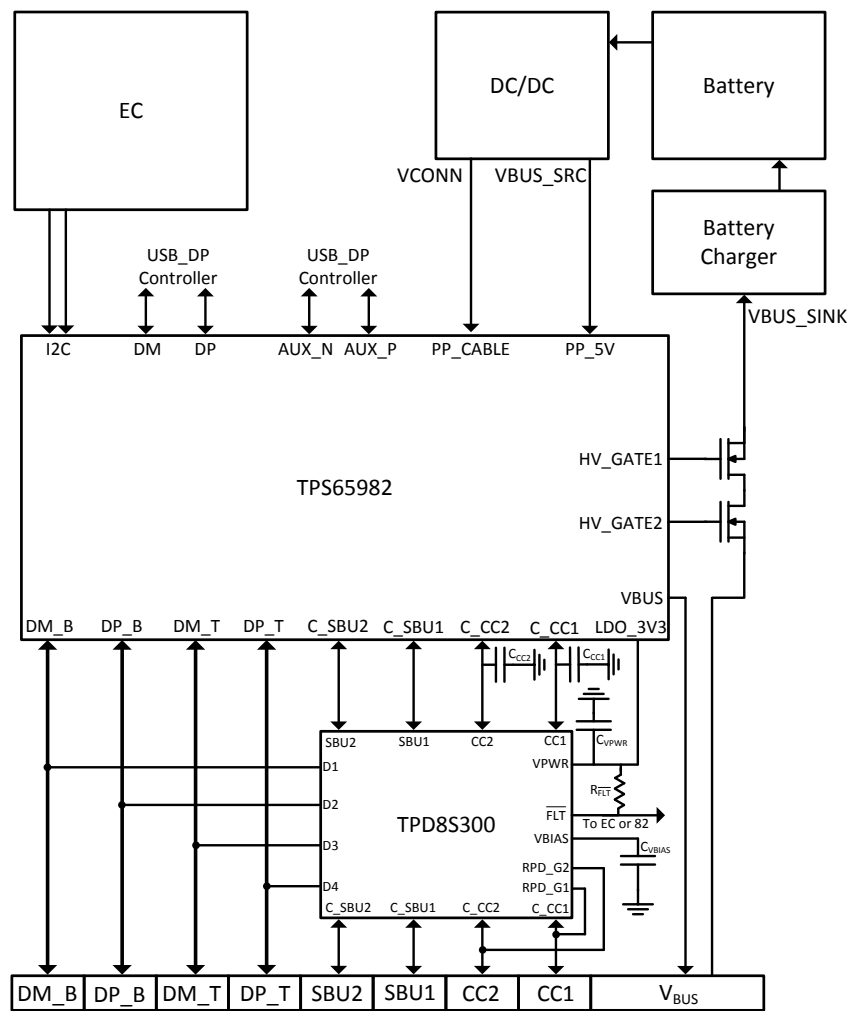 EC
DC/DC
Battery
VCONN
VBUS_SRC
Battery
Charger
USB_DP
Controller
USB_DP
Controller
VBUS_SINK
I2C
DM
DP
AUX_N
AUX_P
PP_CABLE
PP_5V
HV_GATE1
TPS65982
HV_GATE2
VBUS
DM_B
DP_B
DM_T
DP_T
C_SBU2
C_SBU1
C_CC2
C_CC1
LDO_3V3
CCC2
CCC1
SBU2
SBU1
CC2
CC1
CVPWR
VPWR
D1
RFLT
D2
TPD8S300
FLT
To EC or 82
VBIAS
CVBIAS
D3
RPD_G2
D4
RPD_G1
C_SBU2
C_SBU1
C_CC2
C_CC1
DM_B
DP_B
DM_T
DP_T
SBU2
SBU1
CC2
CC1
VBUS